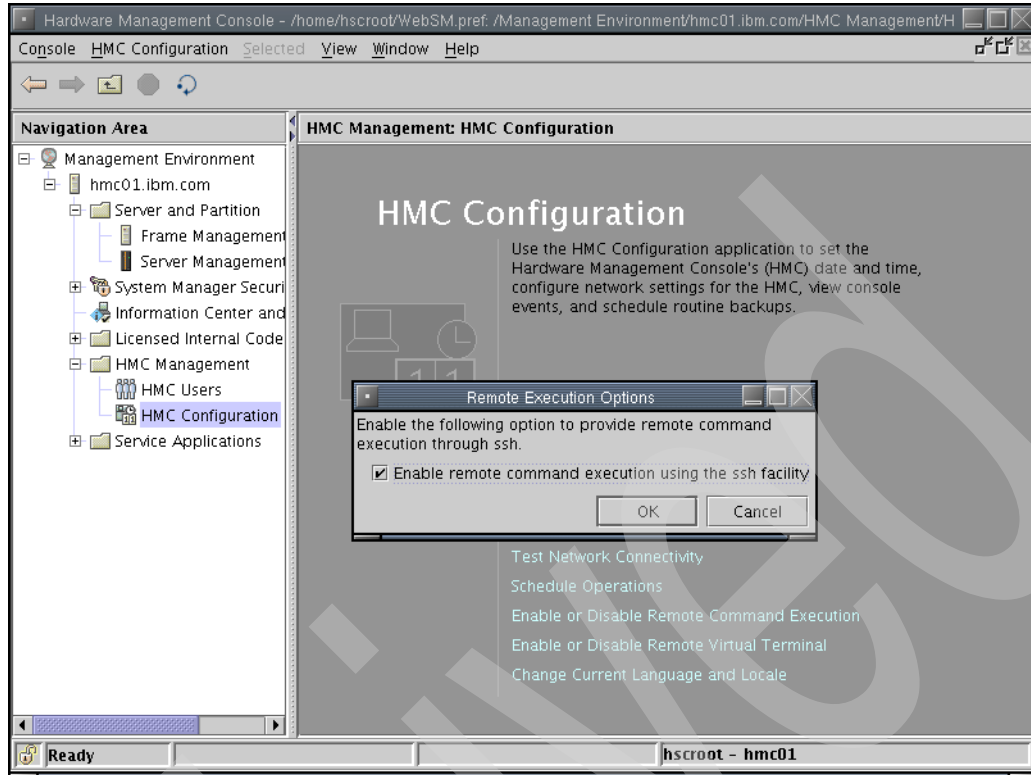 Hardware Management Console - /home/hscroot/WebSM.pref: /Management Environment/hmc01.ibm.com/HMC Management/H
Console HMC Configuration Selected View Window Help
Navigation Area
HMC Management: HMC Configuration
Management Environment
hmc01.ibm.com
Server and Partition
Frame Management
Server Management
System Manager Securi
Information Center and
Licensed Internal Code
HMC Management
HMC Users
HMC Configuration
Service Applications
HMC Configuration
Use the HMC Configuration application to set the
Hardware Management Console's (HMC) date and time,
configure network settings for the HMC, view console
events, and schedule routine backups.
Remote Execution Options
Enable the following option to provide remote command
execution through ssh.
Enable remote command execution using the ssh facility
OK Cancel
Test Network Connectivity
Schedule Operations
Enable or Disable Remote Command Execution
Enable or Disable Remote Virtual Terminal
Change Current Language and Locale
Ready
hscroot - hmc01